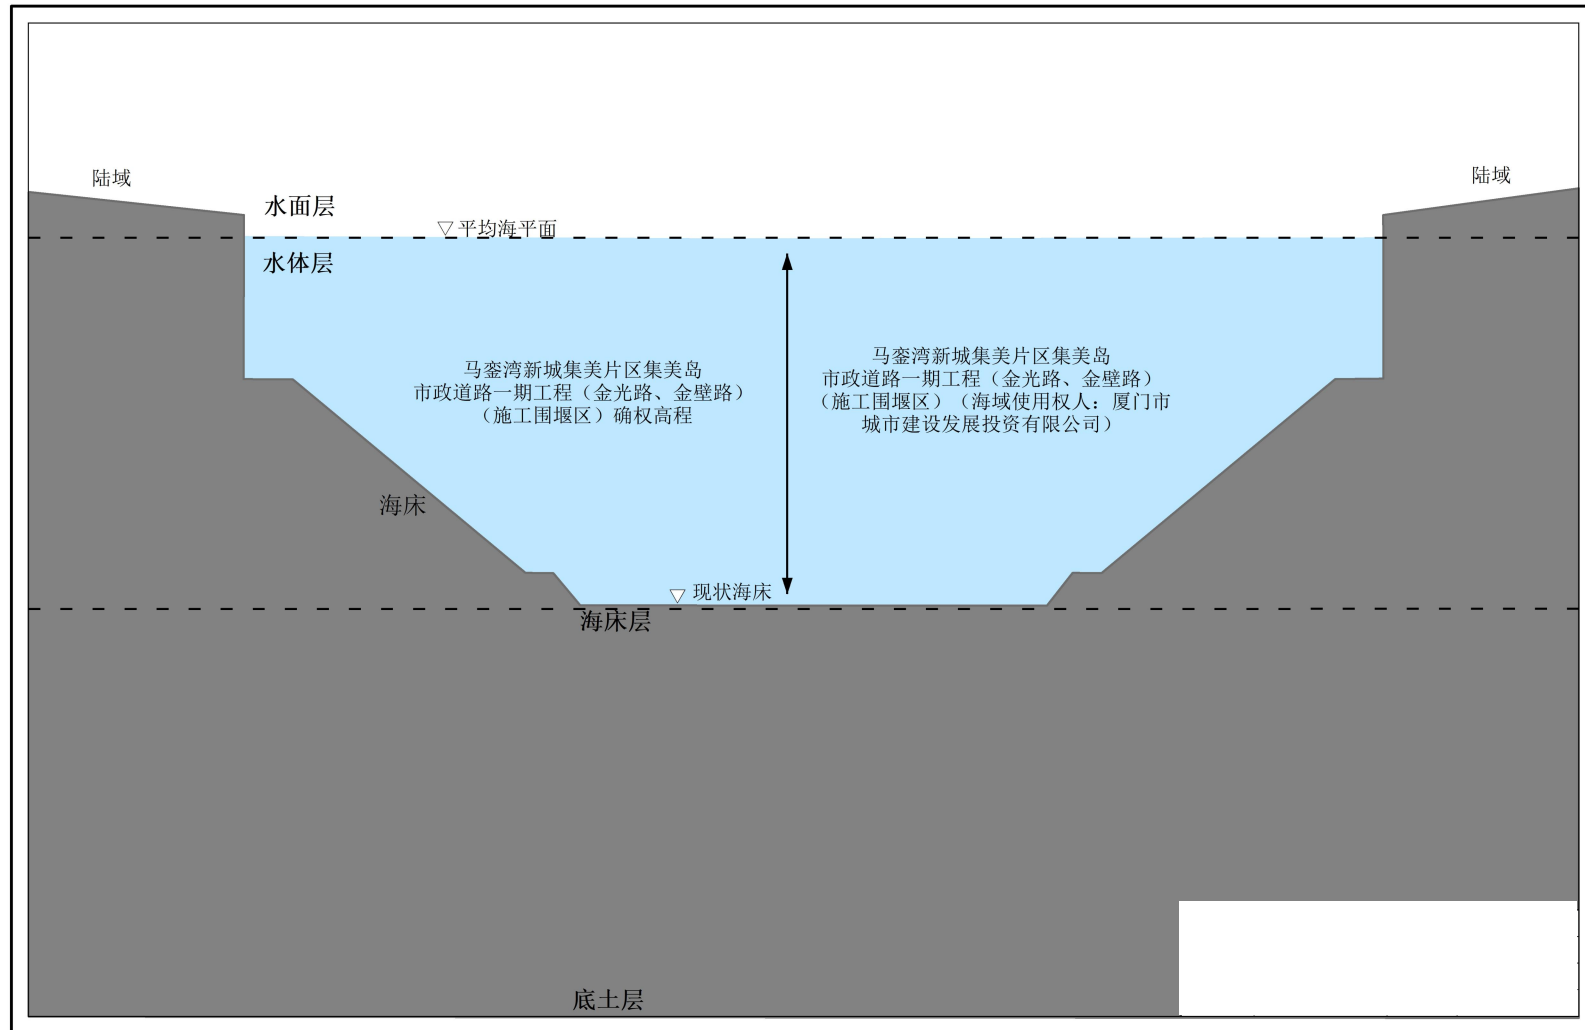 陆域
陆域
水面层
▽平均海平面
水体层
马銮湾新城集美片区集美岛
市政道路一期工程（金光路、金壁路）
（施工围堰区）确权高程
马銮湾新城集美片区集美岛
市政道路一期工程（金光路、金壁路）
（施工围堰区）（海域使用权人：厦门市
城市建设发展投资有限公司）
海床
▽ 现状海床
海床层
底土层